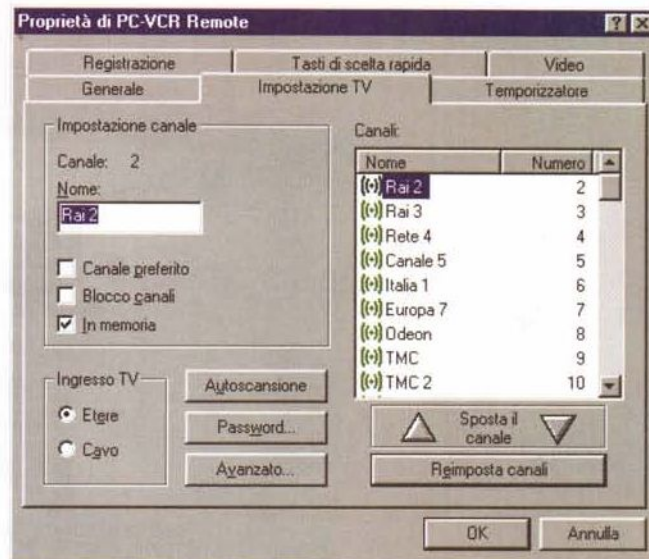 Proprietà di PC-VCR Remote
Registrazione Tasti di scelta rapida Video
Generale Impostazione TV Temporizzatore
Impostazione canale
Canale: 2
Nome:
Rai 2
Canale preferito
Blocco canali
In memoria
Ingresso TV
Etere
Cavo
Autoscansione
Password...
Avanzato...
Canali:
Nome Numero
Rai 2 2
Rai 3 3
Rete 4 4
Canale 5 5
Italia 1 6
Europa 7 7
Odeon 8
TMC 9
TMC 2 10
Sposta il
canale
Reimposta canali
OK Annulla